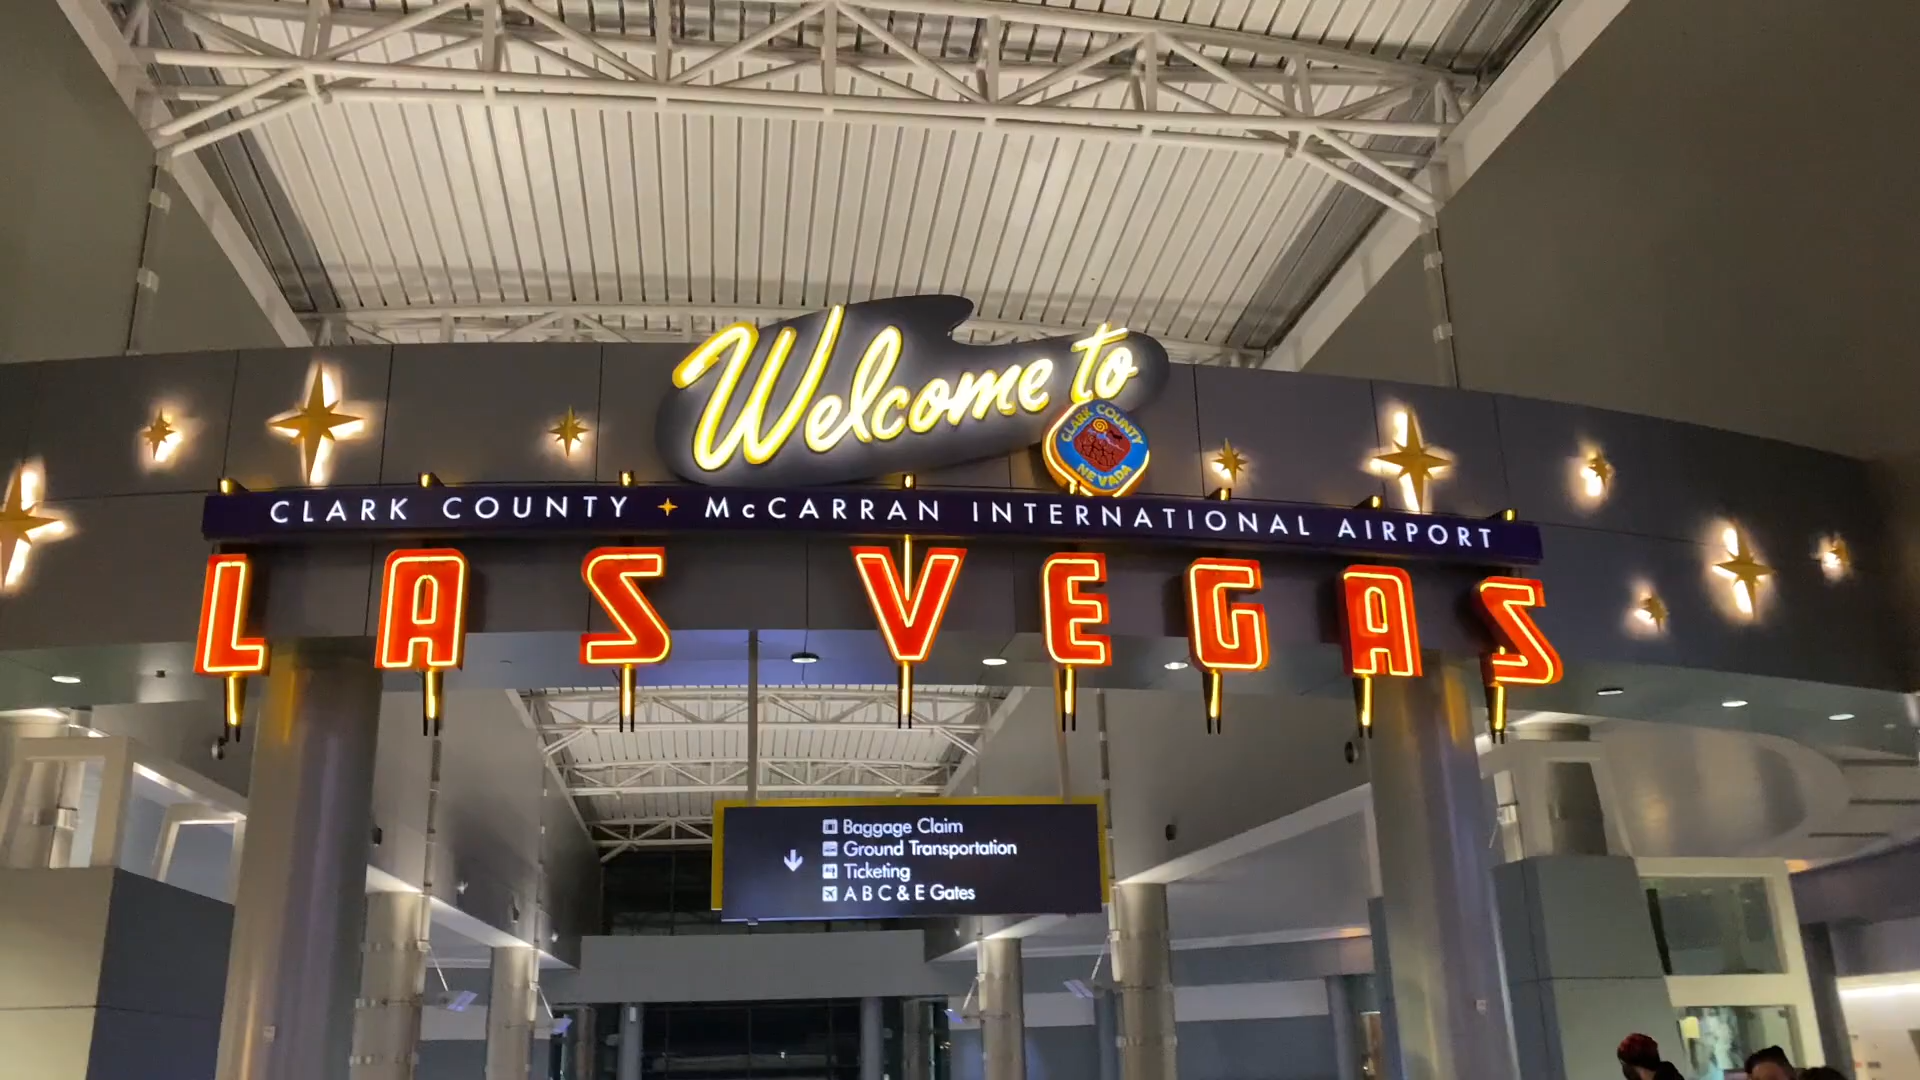 Welcome to
CLARK COUNTY
NEVADA
CLARK COUNTY McCARRAN INTERNATIONAL AIRPORT
LAS VEGAS
Baggage Claim
Ground Transportation
Ticketing
A B C & E Gates